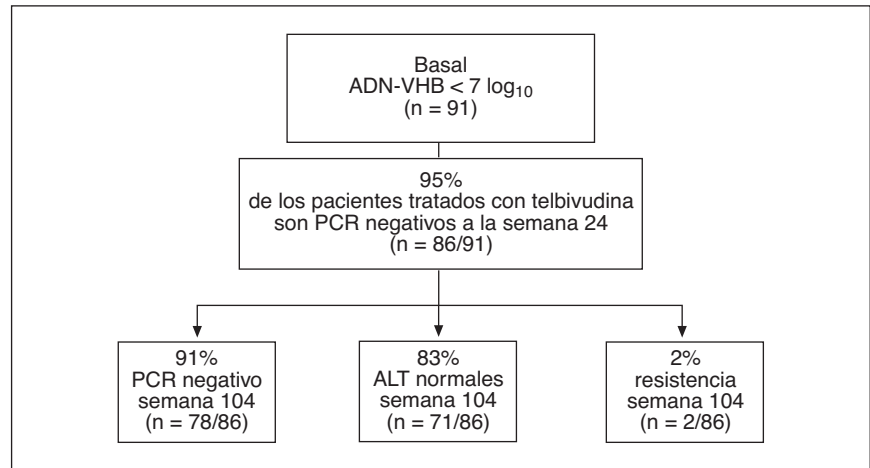 Basal
ADN-VHB < 7 log₁₀
(n = 91)
95%
de los pacientes tratados con telbivudina
son PCR negativos a la semana 24
(n = 86/91)
91%
PCR negativo
semana 104
(n = 78/86)
83%
ALT normales
semana 104
(n = 71/86)
2%
resistencia
semana 104
(n = 2/86)